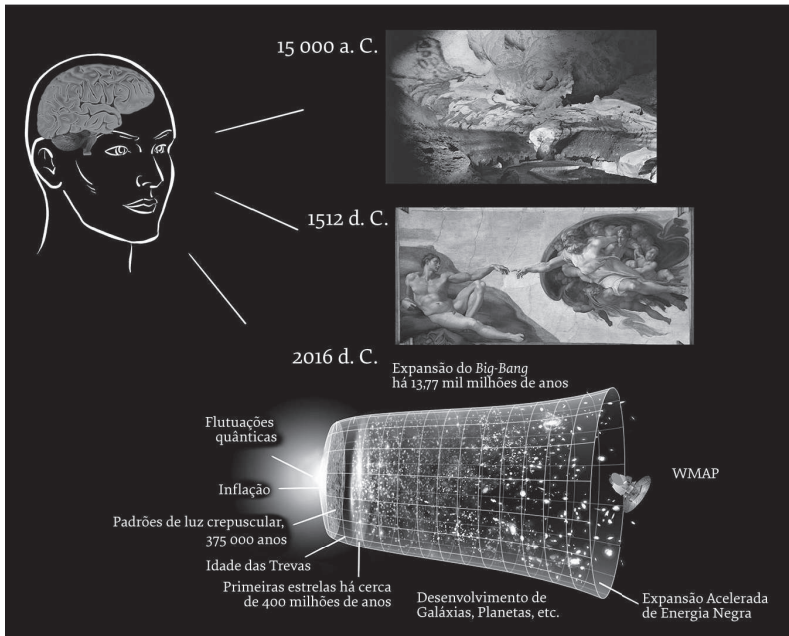 15 000 a. C.
1512 d. C.
2016 d. C.
Expansão do Big-Bang
há 13,77 mil milhões de anos
Flutuações
quânticas
Inflação
Padrões de luz crepuscular,
375 000 anos
Idade das Trevas
Primeiras estrelas há cerca
de 400 milhões de anos
Desenvolvimento de
Galáxias, Planetas, etc.
WMAP
Expansão Acelerada
de Energia Negra